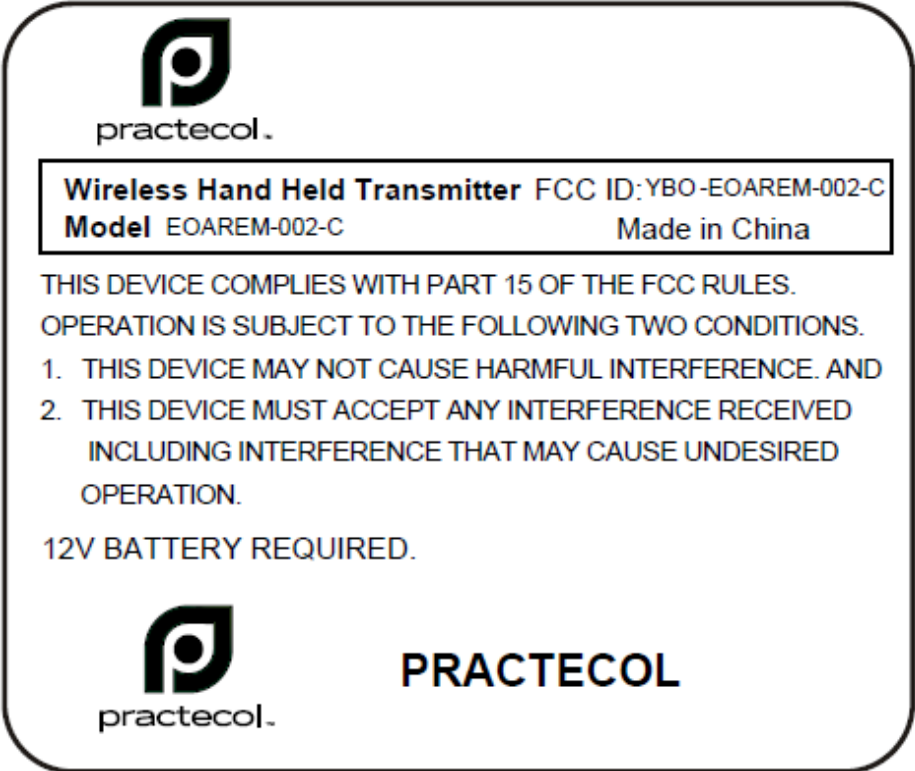 practecol™
Wireless Hand Held Transmitter FCC ID:YBO-EOAREM-002-C
Model EOAREM-002-C Made in China
THIS DEVICE COMPLIES WITH PART 15 OF THE FCC RULES.
OPERATION IS SUBJECT TO THE FOLLOWING TWO CONDITIONS.
1. THIS DEVICE MAY NOT CAUSE HARMFUL INTERFERENCE. AND
2. THIS DEVICE MUST ACCEPT ANY INTERFERENCE RECEIVED
INCLUDING INTERFERENCE THAT MAY CAUSE UNDESIRED
OPERATION.
12V BATTERY REQUIRED.
practecol™
PRACTECOL